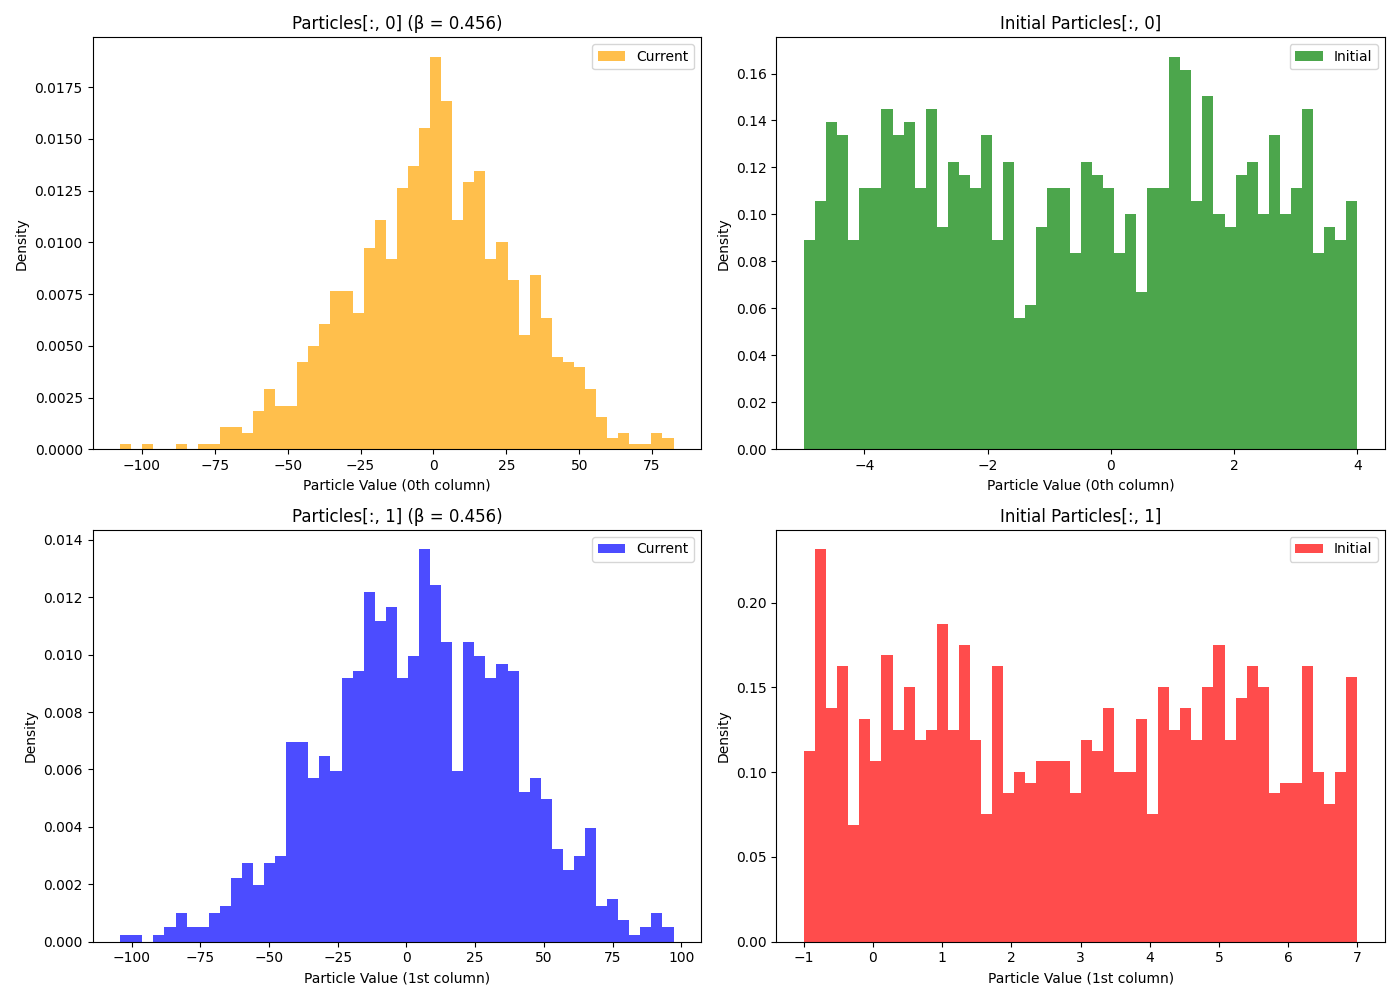 Particles[:, 0] (β = 0.456)
Current
0.0175
0.0150
0.0125
0.0100
0.0075
0.0050
0.0025
0.0000
Density
−100 −75 −50 −25 0 25 50 75
Particle Value (0th column)
Initial Particles[:, 0]
Initial
0.16
0.14
0.12
0.10
0.08
0.06
0.04
0.02
0.00
Density
−4 −2 0 2 4
Particle Value (0th column)
Particles[:, 1] (β = 0.456)
Current
0.014
0.012
0.010
0.008
0.006
0.004
0.002
0.000
Density
−100 −75 −50 −25 0 25 50 75 100
Particle Value (1st column)
Initial Particles[:, 1]
Initial
0.20
0.15
0.10
0.05
0.00
Density
−1 0 1 2 3 4 5 6 7
Particle Value (1st column)